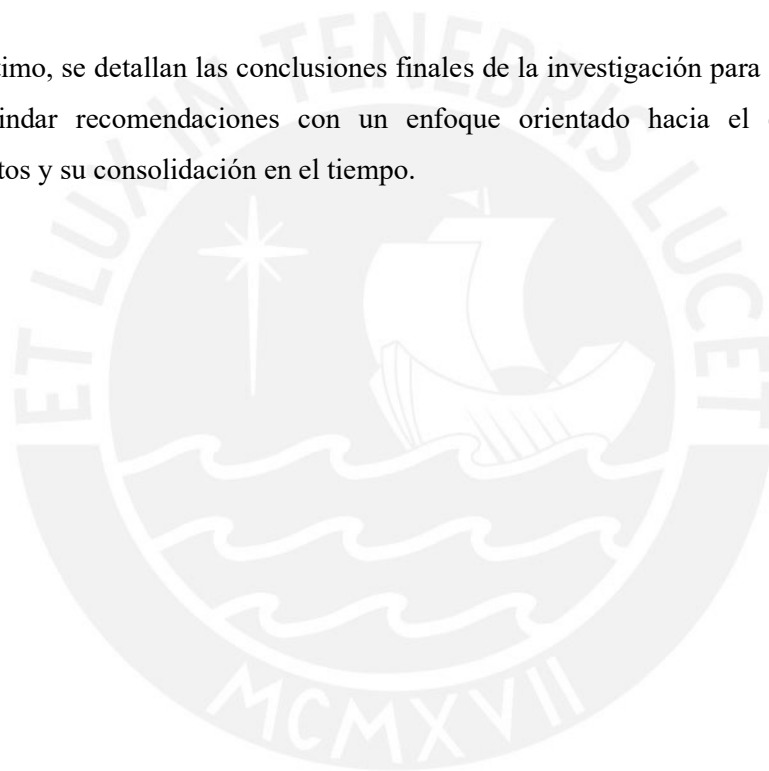 timo, se detallan las conclusiones finales de la investigación para
indar recomendaciones con un enfoque orientado hacia el
tos y su consolidación en el tiempo.
ET LUX IN TENEBRIS LUCET
MCMXVII